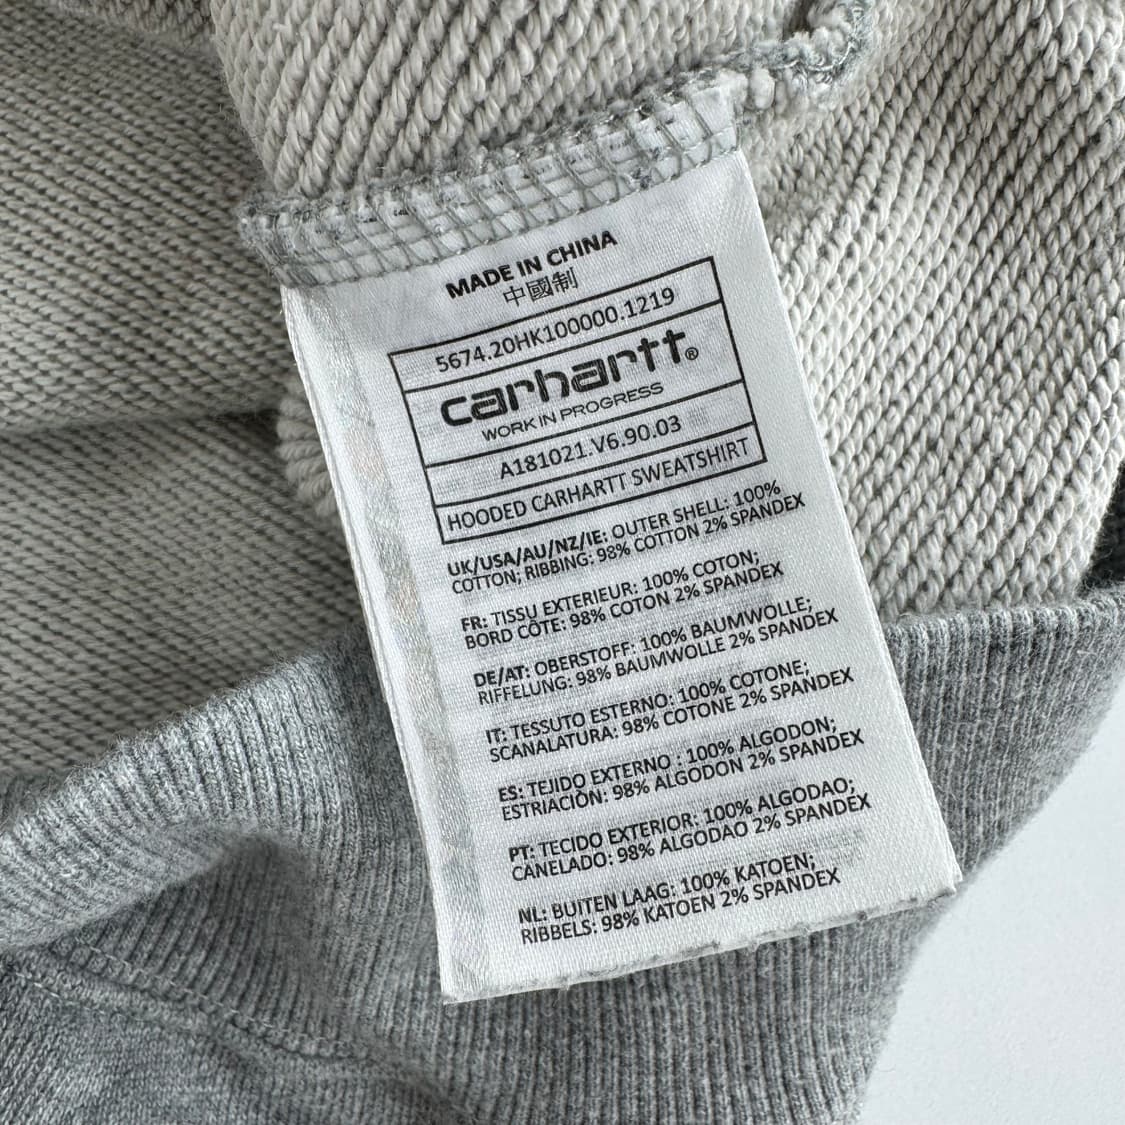 MADE IN CHINA
中國制
5674.20HK100000.1219
carhartt®
WORK IN PROGRESS
A181021.V6.90.03
HOODED CARHARTT SWEATSHIRT
UK/USA/AU/NZ/IE: OUTER SHELL: 100%
COTTON; RIBBING: 98% COTTON 2% SPANDEX
FR: TISSU EXTERIEUR: 100% COTON;
BORD CÔTE: 98% COTON 2% SPANDEX
DE/AT: OBERSTOFF: 100% BAUMWOLLE;
RIFFELUNG: 98% BAUMWOLLE 2% SPANDEX
IT: TESSUTO ESTERNO: 100% COTONE;
SCANALATURA: 98% COTONE 2% SPANDEX
ES: TEJIDO EXTERNO : 100% ALGODON;
ESTRIACIÒN: 98% ALGODON 2% SPANDEX
PT: TECIDO EXTERIOR: 100% ALGODAO;
CANELADO: 98% ALGODAO 2% SPANDEX
NL: BUITEN LAAG: 100% KATOEN;
RIBBELS: 98% KATOEN 2% SPANDEX